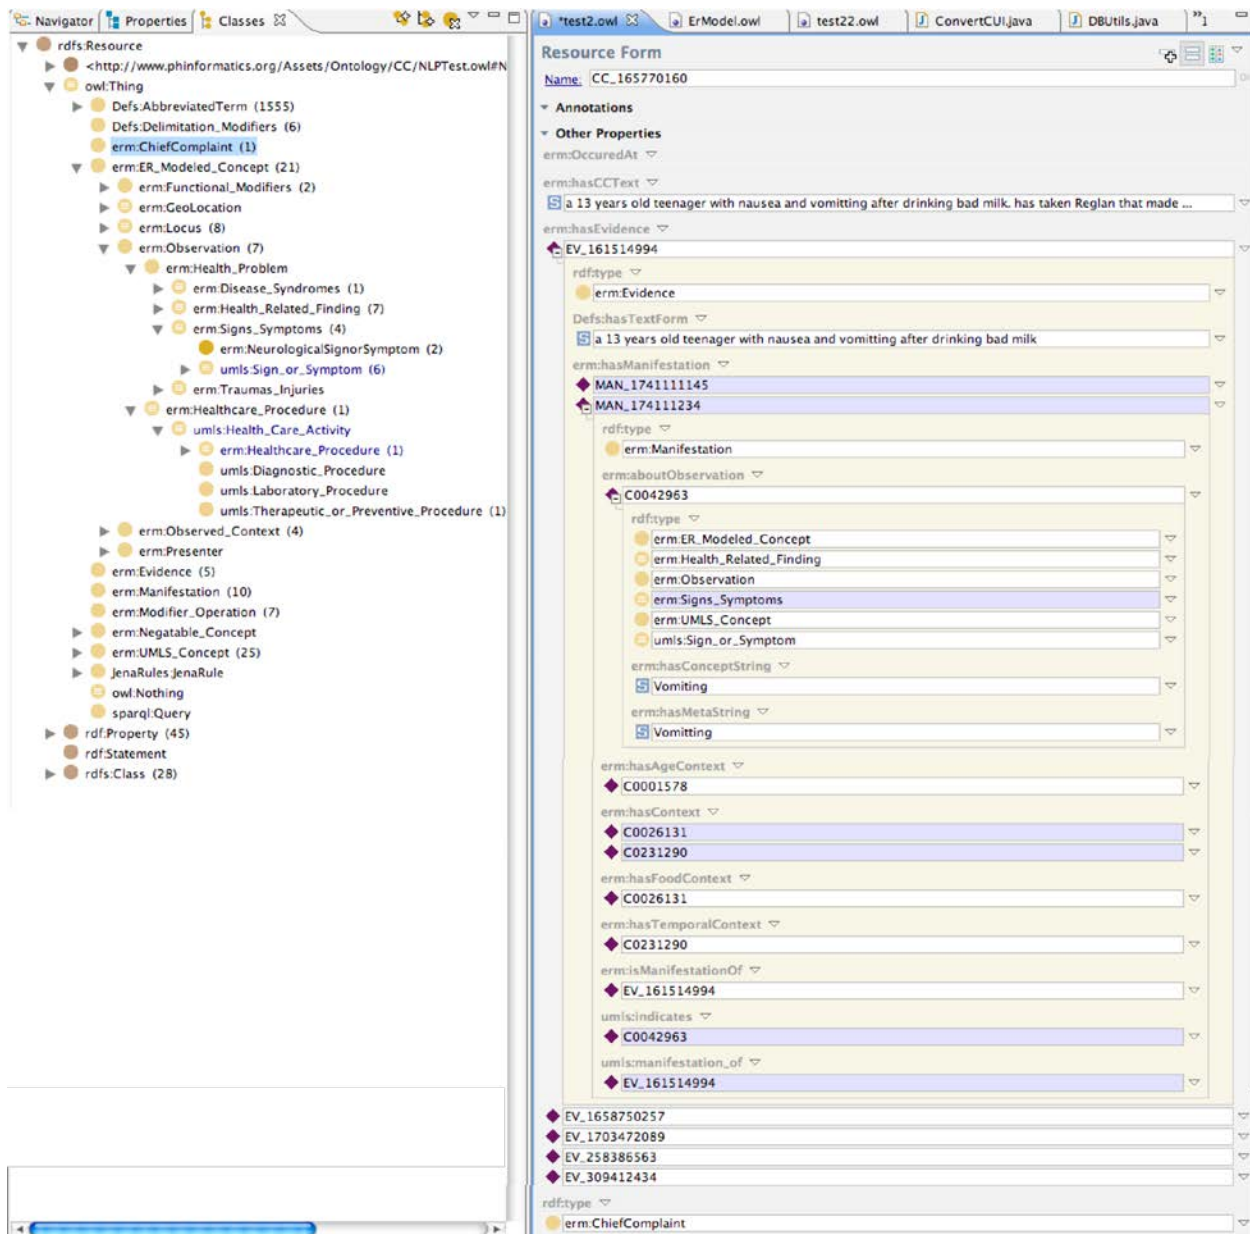 Navigator
Properties
Classes
rdfs:Resource
<http://www.phinformatics.org/Assets/Ontology/CC/NLPTest.owl#N
owl:Thing
Defs:AbbreviatedTerm (1555)
Defs:Delimitation_Modifiers (6)
erm:ChiefComplaint (1)
erm:ER_Modeled_Concept (21)
erm:Functional_Modifiers (2)
erm:GeoLocation
erm:Locus (8)
erm:Observation (7)
erm:Health_Problem
erm:Disease_Syndromes (1)
erm:Health_Related_Finding (7)
erm:Signs_Symptoms (4)
erm:NeurologicalSignorSymptom (2)
umls:Sign_or_Symptom (6)
erm:Traumas_Injuries
erm:Healthcare_Procedure (1)
umls:Health_Care_Activity
erm:Healthcare_Procedure (1)
umls:Diagnostic_Procedure
umls:Laboratory_Procedure
umls:Therapeutic_or_Preventive_Procedure (1)
erm:Observed_Context (4)
erm:Presenter
erm:Evidence (5)
erm:Manifestation (10)
erm:Modifier_Operation (7)
erm:Negatable_Concept
erm:UMLS_Concept (25)
JenaRules:JenaRule
owl:Nothing
sparql:Query
rdf:Property (45)
rdf:Statement
rdfs:Class (28)
*test2.owl
ErModel.owl
test22.owl
ConvertCUI.java
DBUtils.java
»1
Resource Form
Name: CC_165770160
Annotations
Other Properties
erm:OccuredAt
erm:hasCCText
a 13 years old teenager with nausea and vomitting after drinking bad milk. has taken Reglan that made ...
erm:hasEvidence
EV_161514994
rdf:type
erm:Evidence
Defs:hasTextForm
a 13 years old teenager with nausea and vomitting after drinking bad milk
erm:hasManifestation
MAN_1741111145
MAN_174111234
rdf:type
erm:Manifestation
erm:aboutObservation
C0042963
rdf:type
erm:ER_Modeled_Concept
erm:Health_Related_Finding
erm:Observation
erm:Signs_Symptoms
erm:UMLS_Concept
umls:Sign_or_Symptom
erm:hasConceptString
Vomiting
erm:hasMetaString
Vomitting
erm:hasAgeContext
C0001578
erm:hasContext
C0026131
C0231290
erm:hasFoodContext
C0026131
erm:hasTemporalContext
C0231290
erm:isManifestationOf
EV_161514994
umls:indicates
C0042963
umls:manifestation_of
EV_161514994
EV_1658750257
EV_1703472089
EV_258386563
EV_309412434
rdf:type
erm:ChiefComplaint